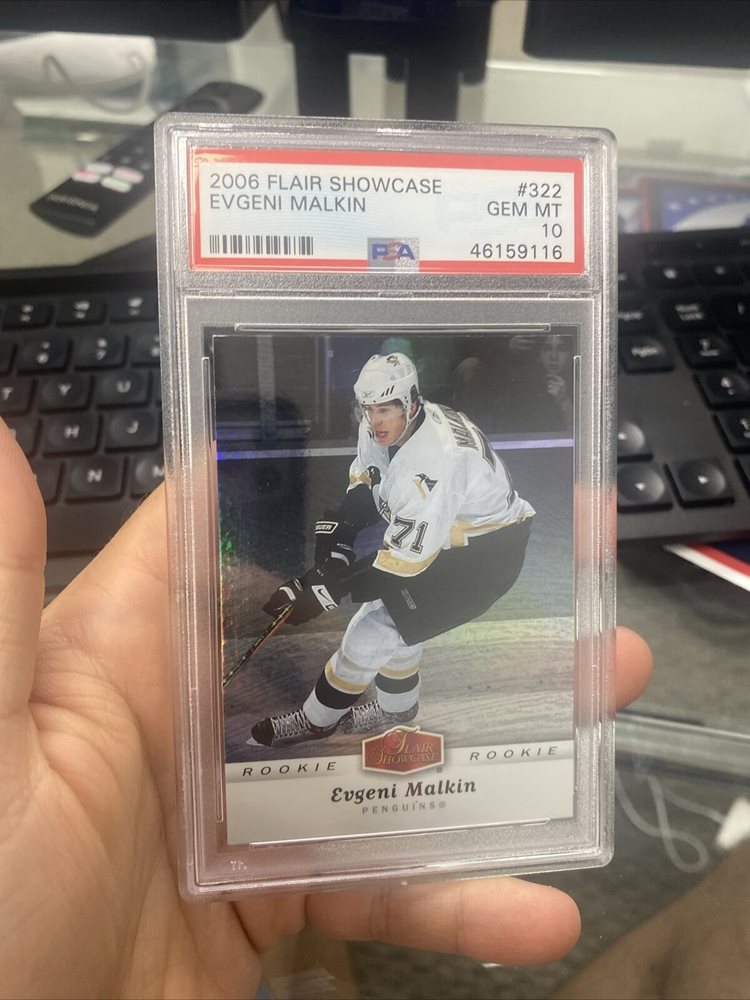 2006 FLAIR SHOWCASE #322
EVGENI MALKIN GEM MT
10
PSA 46159116
71
ROOKIE FLAIR SHOWCASE ® ROOKIE
Evgeni Malkin
PENGUINS®
T
Y
U
H
J
N
M